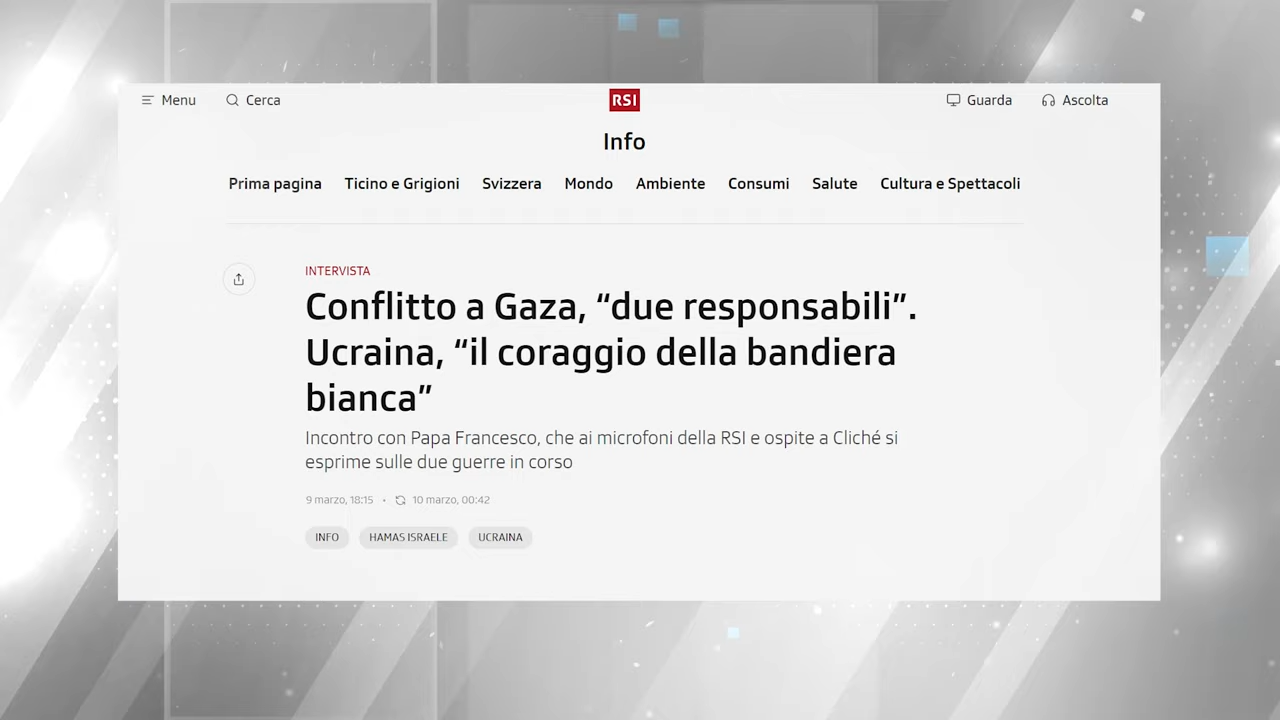 Menu
Cerca
RSI
Guarda
Ascolta
Info
Prima pagina
Ticino e Grigioni
Svizzera
Mondo
Ambiente
Consumi
Salute
Cultura e Spettacoli
INTERVISTA
Conflitto a Gaza, “due responsabili”.
Ucraina, “il coraggio della bandiera
bianca”
Incontro con Papa Francesco, che ai microfoni della RSI e ospite a Cliché si
esprime sulle due guerre in corso
9 marzo, 18:15 • 10 marzo, 00:42
INFO
HAMAS ISRAELE
UCRAINA